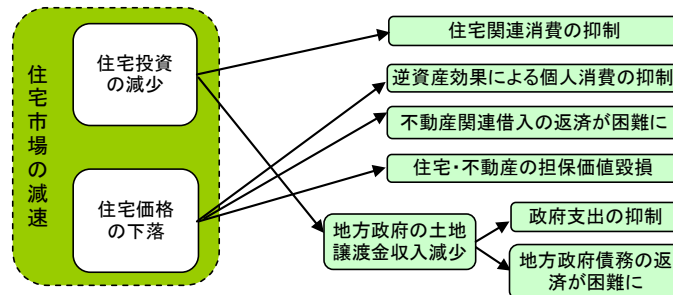 住宅市場の減速
住宅投資
の減少
住宅価格
の下落
住宅関連消費の抑制
逆資産効果による個人消費の抑制
不動産関連借入の返済が困難に
住宅・不動産の担保価値毀損
地方政府の土地
譲渡金収入減少
政府支出の抑制
地方政府債務の返
済が困難に